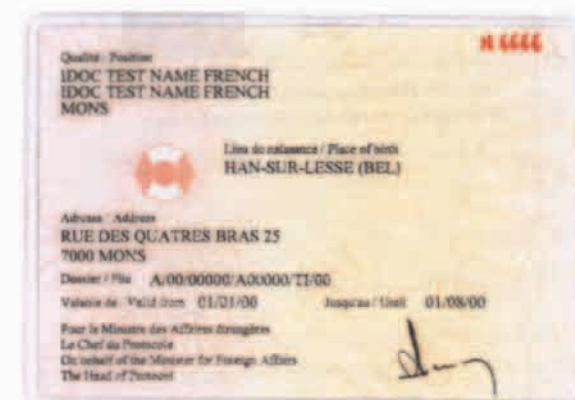 N 6666
Qualité / Position
IDOC TEST NAME FRENCH
IDOC TEST NAME FRENCH
MONS
Lieu de naissance / Place of birth
HAN-SUR-LESSE (BEL)
Adresse / Address
RUE DES QUATRES BRAS 25
7000 MONS
Dossier / File A/00/00000/A00000/TI/00
Valable de / Valid from 01/01/00 Jusqu'au / Until 01/08/00
Pour le Ministre des Affaires étrangères
Le Chef du Protocole
On behalf of the Minister for Foreign Affairs
The Head of Protocol